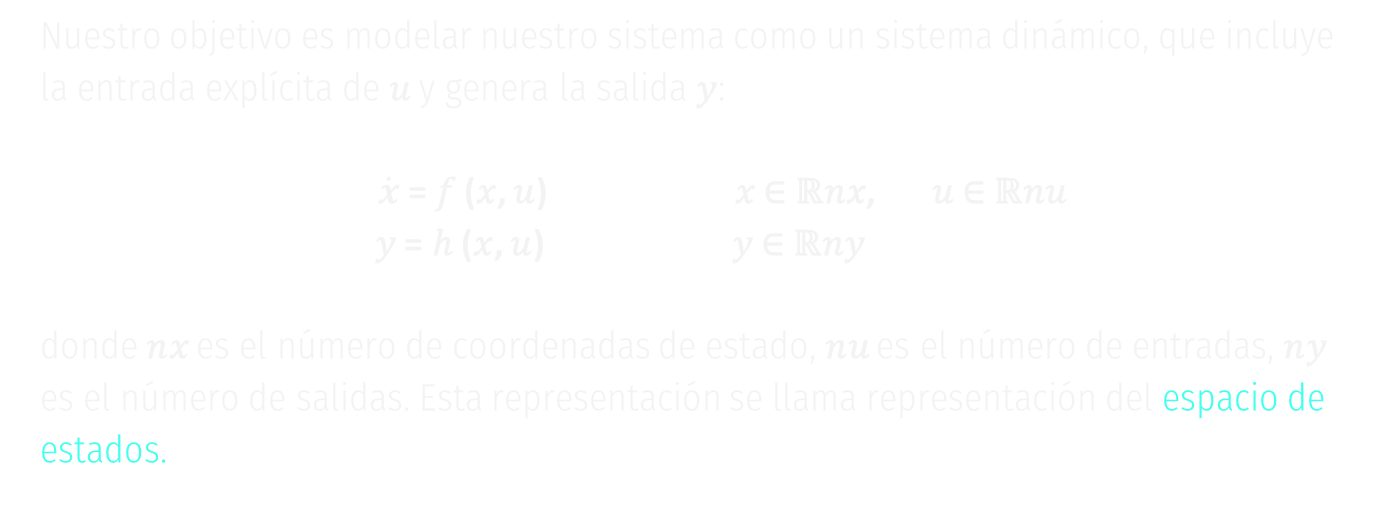 Nuestro objetivo es modelar nuestro sistema como un sistema dinámico, que incluye
la entrada explícita de u y genera la salida y:
ẋ = f (x, u) x ∈ ℝnx, u ∈ ℝnu
y = h (x, u) y ∈ ℝny
donde nx es el número de coordenadas de estado, nu es el número de entradas, ny
es el número de salidas. Esta representación se llama representación del espacio de
estados.